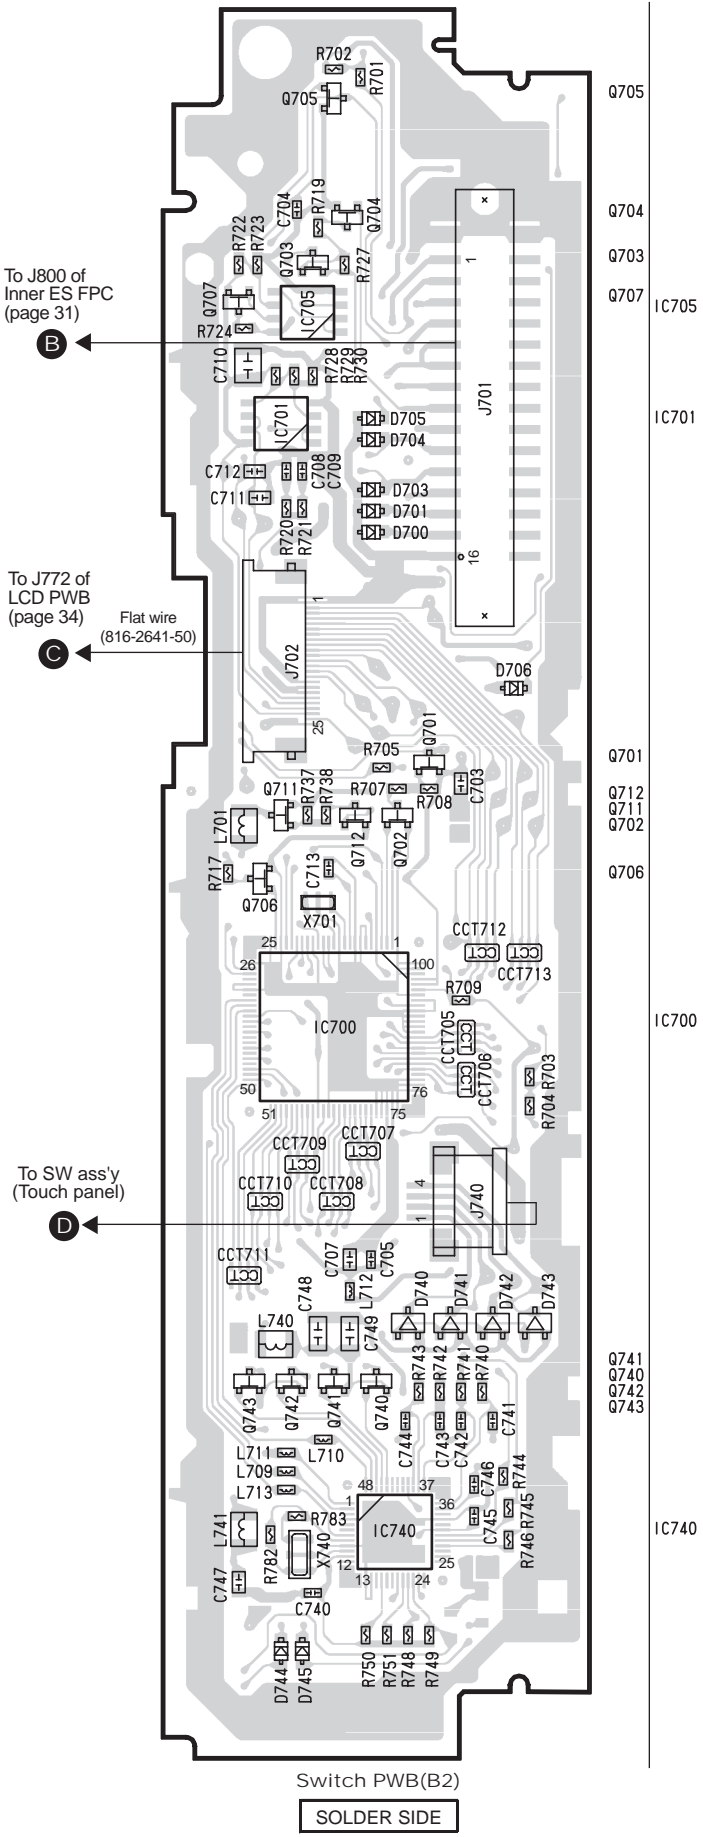 R702
R701
Q705
Q705
C704
R719
Q704
Q704
R722
R723
Q703
R727
Q703
To J800 of
Inner ES FPC
(page 31)
B
Q707
IC705
Q707
IC705
R724
C710
R728
R729
R730
1
J701
16
IC701
IC701
D705
D704
C712
C708
C709
C711
D703
D701
D700
R720
R721
To J772 of
LCD PWB
(page 34)
C
Flat wire
(816-2641-50)
1
J702
25
D706
Q701
Q701
R705
R707
R708
C703
Q712
Q711
Q702
Q711
R737
R738
L701
Q712
Q702
R717
Q706
C713
Q706
X701
CCT712
CCT713
25
1
26
100
IC700
IC700
50
76
51
75
R709
CCT705
CCT706
R703
R704
CCT707
CCT709
CCT710
CCT708
CCT711
CCT
CCT
CCT
CCT
CCT
CCT
CCT
CCT
CCT
To SW ass'y
(Touch panel)
D
4
1
J740
C707
C705
L712
C748
C749
L740
D740
D741
D742
D743
R743
R742
R741
R740
Q741
Q740
Q742
Q743
Q743
Q742
Q741
Q740
C744
C743
C742
C741
L711
L710
L709
L713
48
37
1
36
IC740
IC740
12
25
13
24
C746
R744
C745
R745
R746
L741
R783
R782
X740
C747
C740
D744
D745
R750
R751
R748
R749
Switch PWB(B2)
SOLDER SIDE